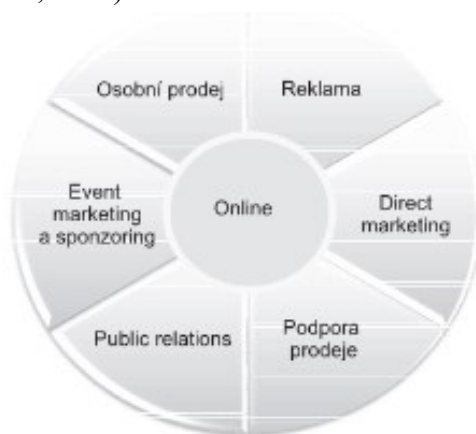 Osobní prodej
Reklama
Event
marketing
a sponzoring
Online
Direct
marketing
Public relations
Podpora
prodeje